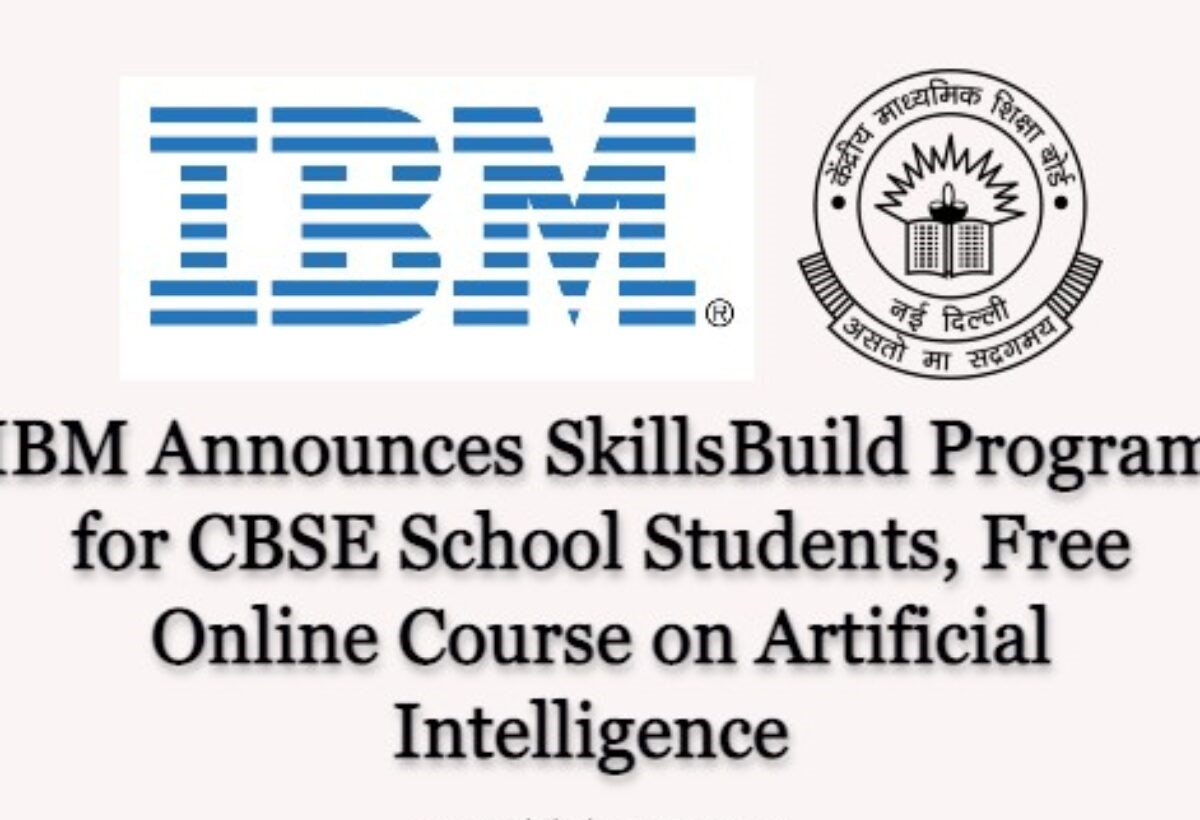 IBM®
केंद्रीय माध्यमिक शिक्षा बोर्ड
नई दिल्ली
असतो मा सद्गमय
IBM Announces SkillsBuild Program
for CBSE School Students, Free
Online Course on Artificial
Intelligence